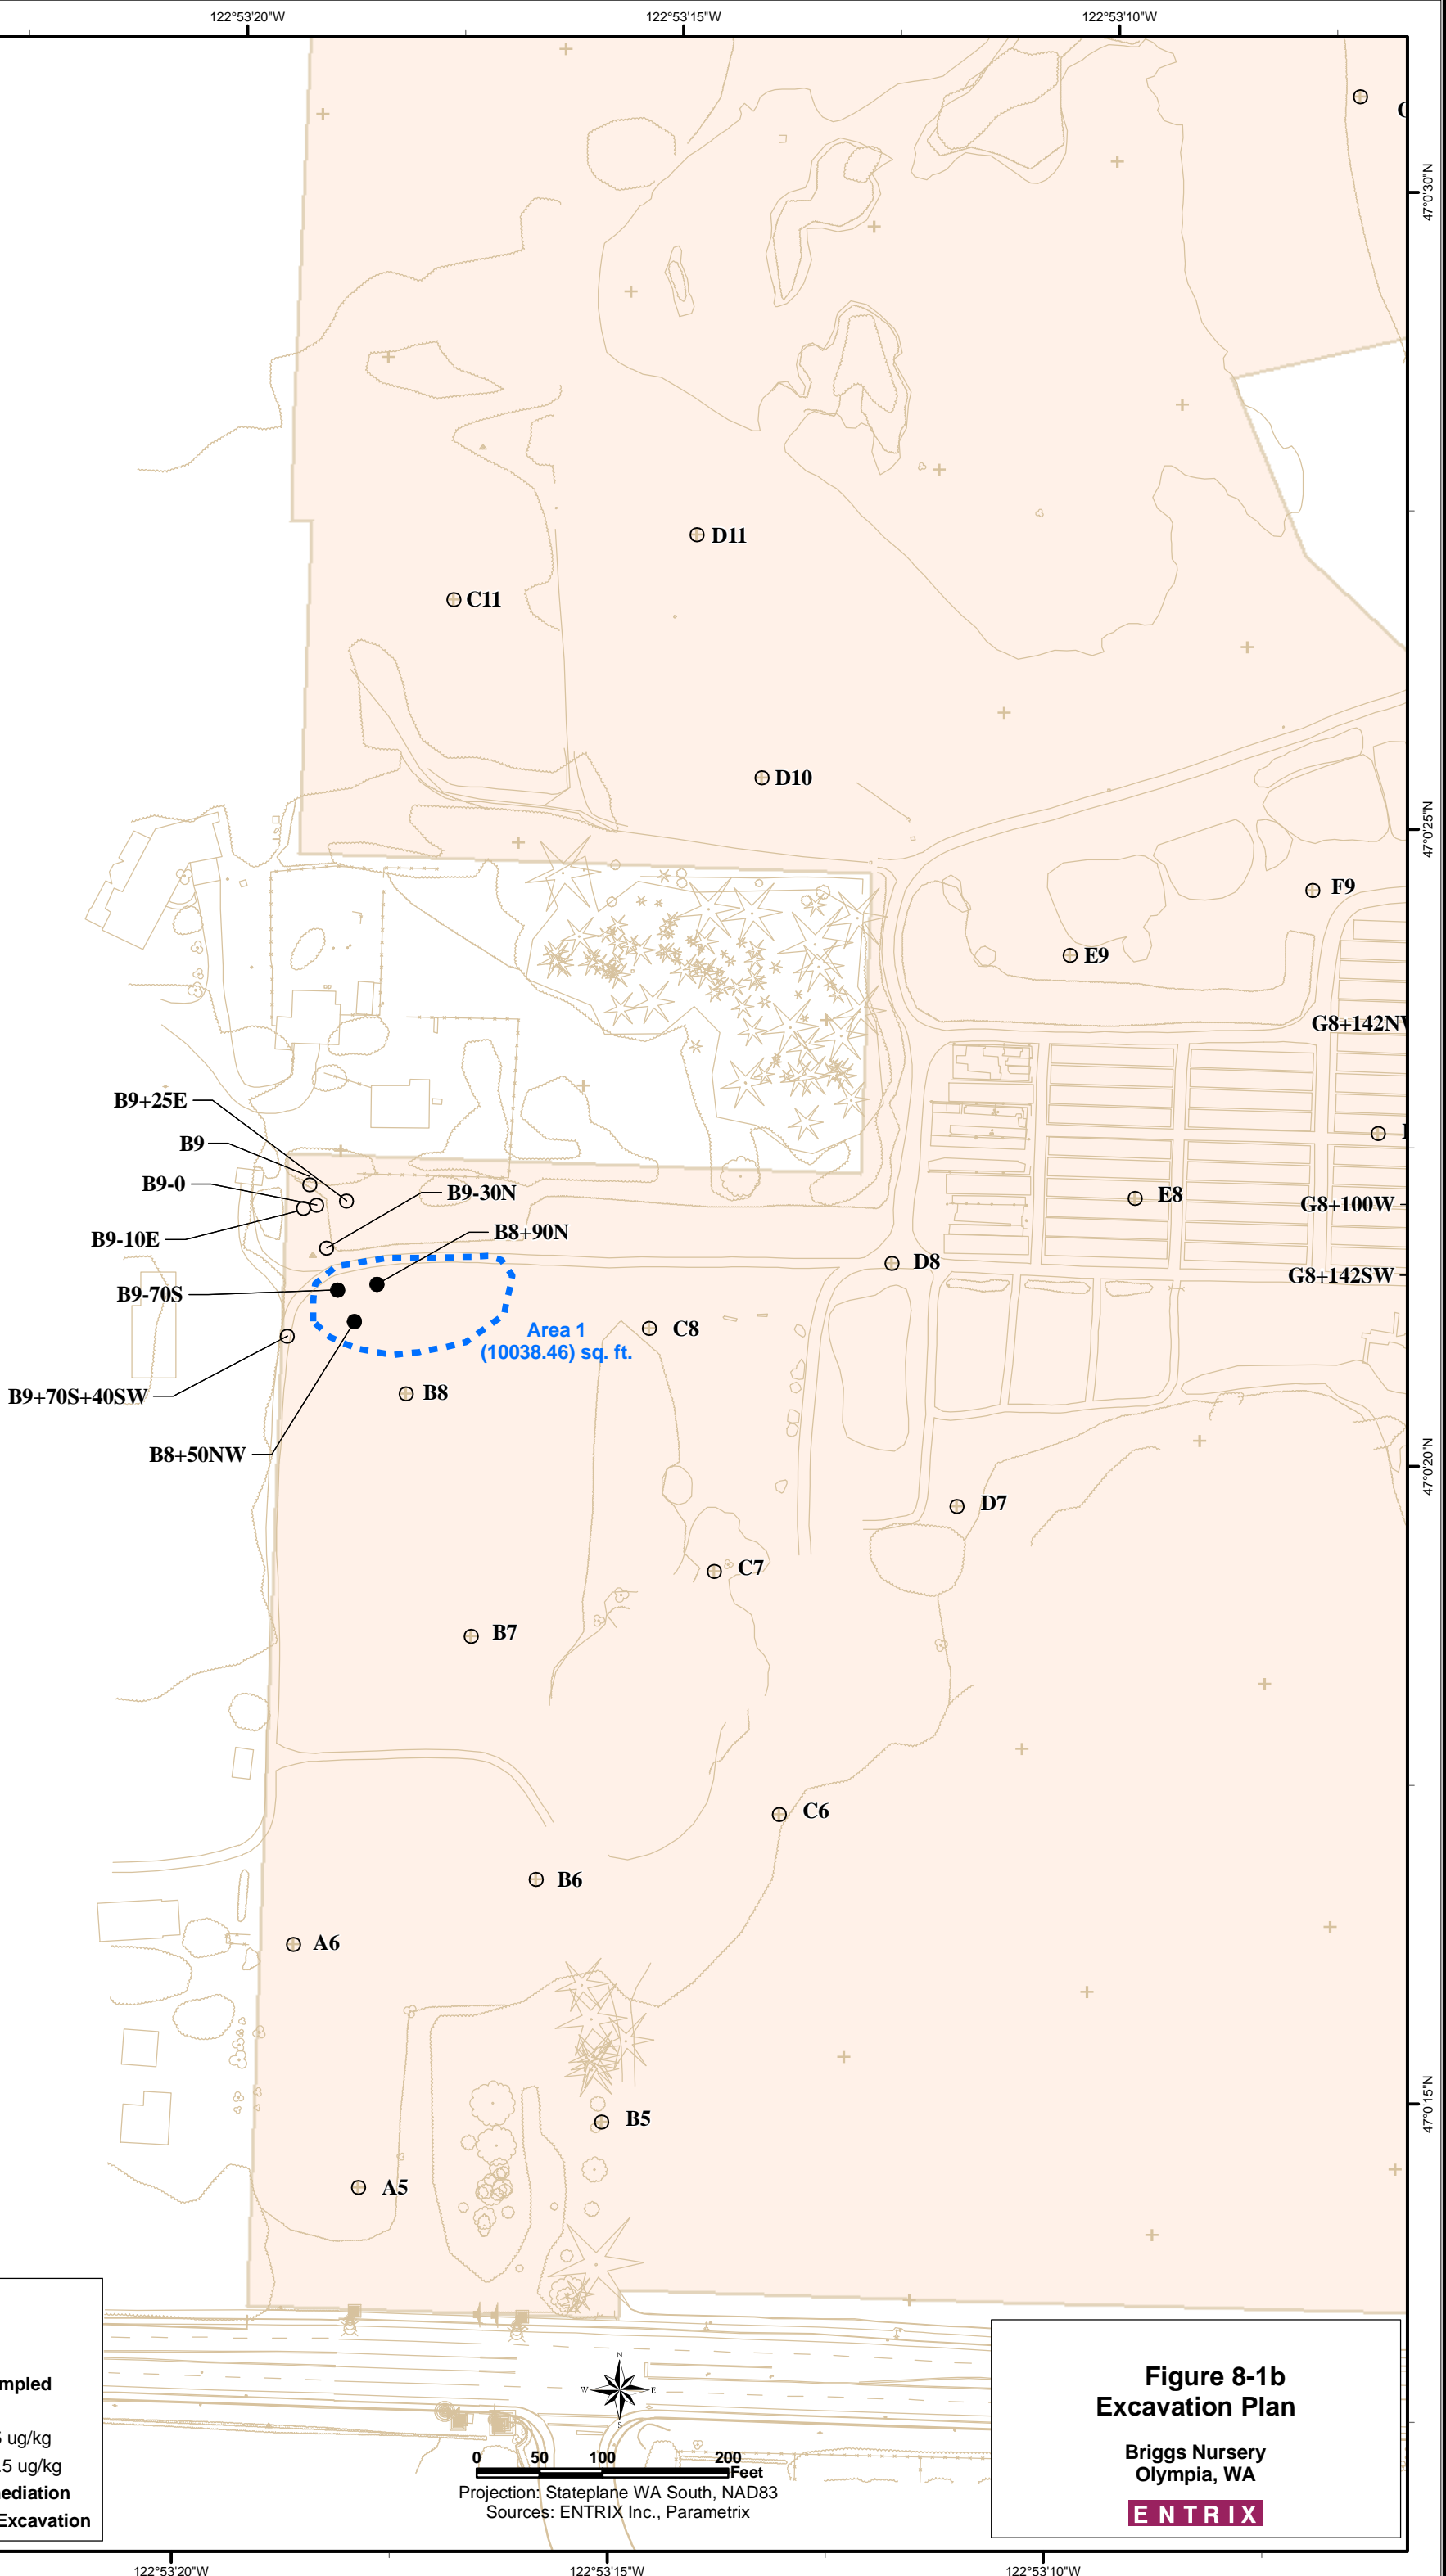 122°53'20"W
122°53'15"W
122°53'10"W
47°0'30"N
D11
C11
D10
47°0'25"N
F9
E9
G8+142NW
B9+25E
B9
B9-0
B9-30N
E8
G8+100W
B9-10E
B8+90N
D8
G8+142SW
B9-70S
Area 1
(10038.46) sq. ft.
C8
B9+70S+40SW
B8
B8+50NW
47°0'20"N
D7
C7
B7
C6
B6
A6
47°0'15"N
B5
A5
mpled
ug/kg
.5 ug/kg
ediation
Excavation
N
W E
S
0 50 100 200
Feet
Projection: Stateplane WA South, NAD83
Sources: ENTRIX Inc., Parametrix
Figure 8-1b
Excavation Plan
Briggs Nursery
Olympia, WA
ENTRIX
122°53'20"W
122°53'15"W
122°53'10"W